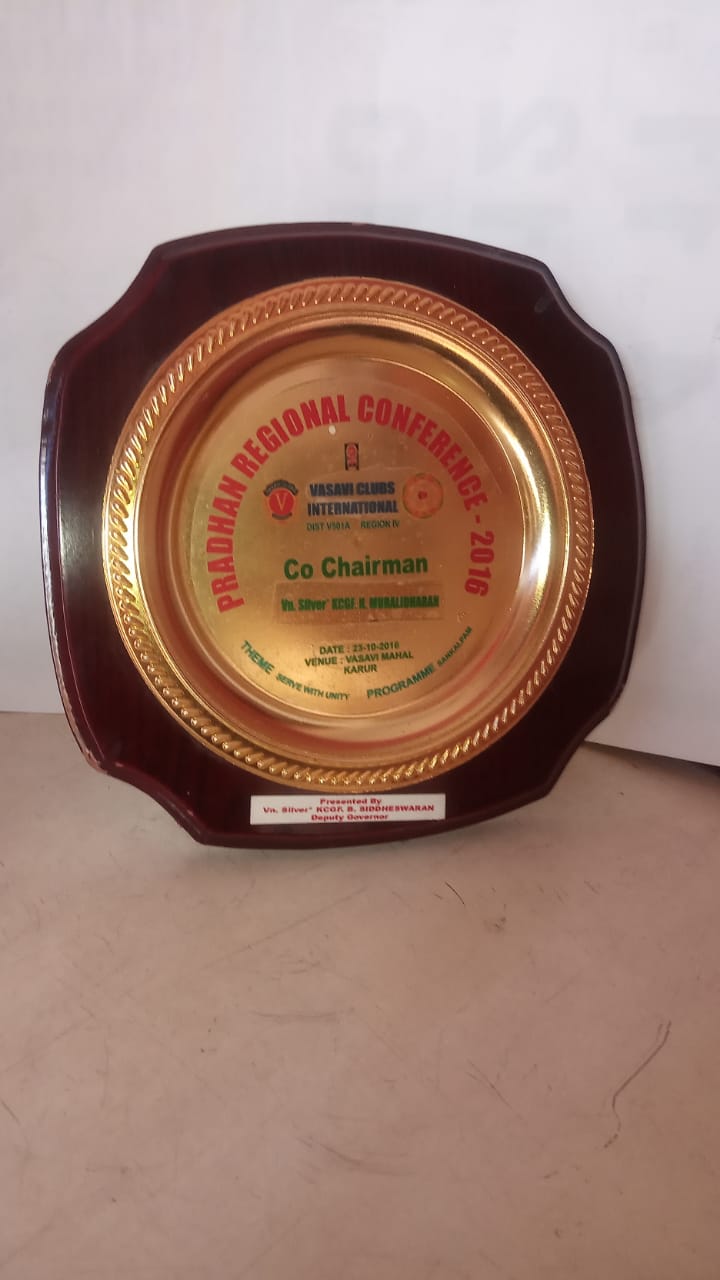 PRADHAN REGIONAL CONFERENCE - 2016
VASAVI CLUBS
INTERNATIONAL
DIST V501A REGION IV
Co Chairman
Vn. Silver* KCGF. MURALIDHARAN
DATE : 23-10-2016
VENUE : VASAVI MAHAL
KARUR
THEME SERVE WITH UNITY PROGRAMME SANKALPAM
Presented By
Vn. Silver* KCGF. B. SIDDHESWARAN
Deputy Governor